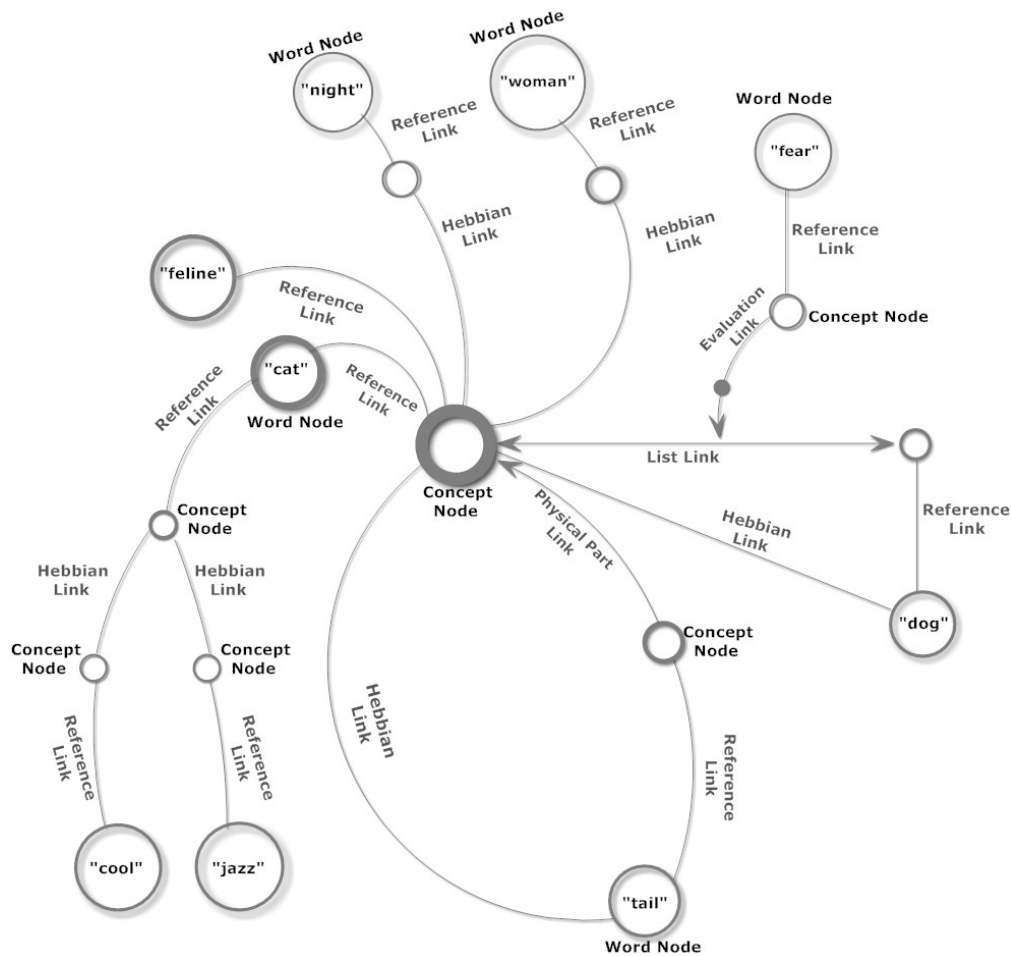 Word Node
"night"
Reference
Link
Hebbian
Link
Word Node
"woman"
Reference
Link
Hebbian
Link
Word Node
"fear"
Reference
Link
Evaluation
Link
Concept Node
"feline"
Reference
Link
"cat"
Word Node
Reference
Link
Reference
Link
Concept
Node
List Link
Reference
Link
"dog"
Hebbian
Link
Physical Part
Link
Concept
Node
Reference
Link
"tail"
Word Node
Hebbian
Link
Concept
Node
Hebbian
Link
Hebbian
Link
Concept
Node
Concept
Node
Reference
Link
Reference
Link
"cool"
"jazz"